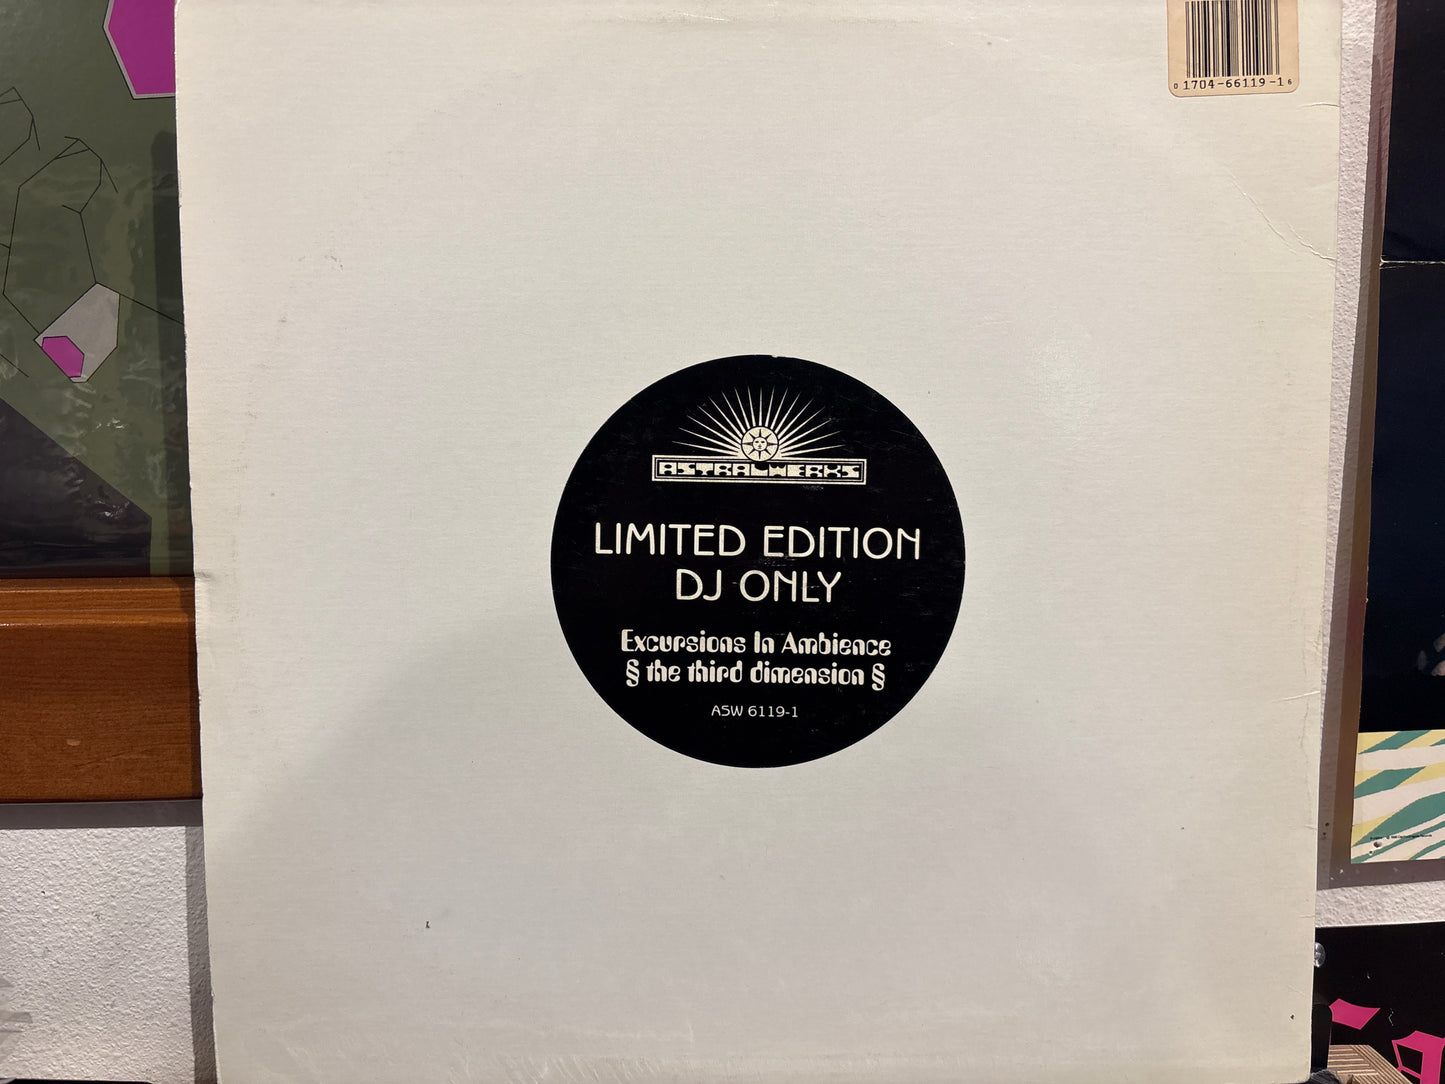 0 1704-66119-1 6
ASTRALWERKS
LIMITED EDITION
DJ ONLY
Excursions In Ambience
§ the third dimension §
ASW 6119-1